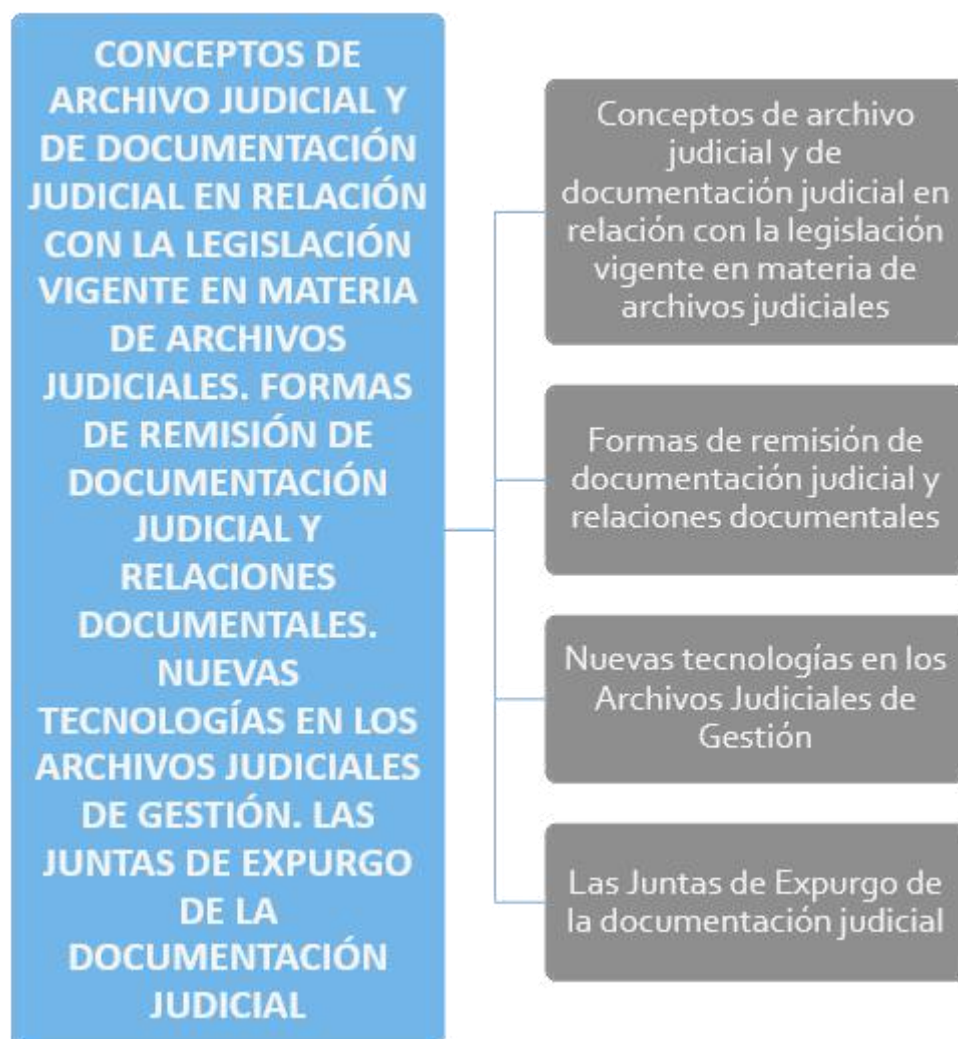 CONCEPTOS DE
ARCHIVO JUDICIAL Y
DE DOCUMENTACIÓN
JUDICIAL EN RELACIÓN
CON LA LEGISLACIÓN
VIGENTE EN MATERIA
DE ARCHIVOS
JUDICIALES. FORMAS
DE REMISIÓN DE
DOCUMENTACIÓN
JUDICIAL Y
RELACIONES
DOCUMENTALES.
NUEVAS
TECNOLOGÍAS EN LOS
ARCHIVOS JUDICIALES
DE GESTIÓN. LAS
JUNTAS DE EXPURGO
DE LA
DOCUMENTACIÓN
JUDICIAL
Conceptos de archivo
judicial y de
documentación judicial en
relación con la legislación
vigente en materia de
archivos judiciales
Formas de remisión de
documentación judicial y
relaciones documentales
Nuevas tecnologías en los
Archivos Judiciales de
Gestión
Las Juntas de Expurgo de
la documentación judicial